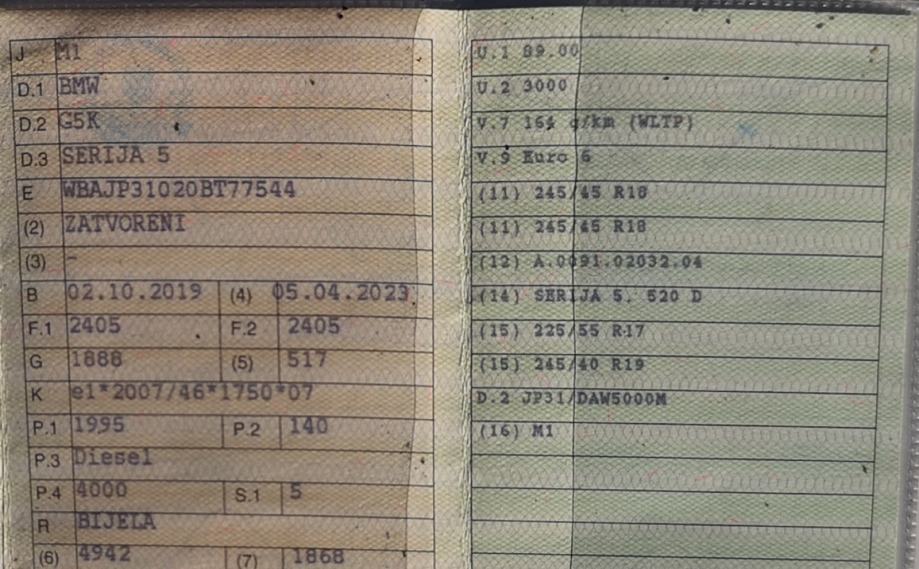 J M1
D.1 BMW
D.2 G5K
D.3 SERIJA 5
E WBAJP31020BT77544
(2) ZATVORENI
(3) -
B 02.10.2019 (4) 05.04.2023
F.1 2405 F.2 2405
G 1888 (5) 517
K e1*2007/46*1750*07
P.1 1995 P.2 140
P.3 Diesel
P.4 4000 S.1 5
R BIJELA
(6) 4942 (7) 1868
U.1 89.00
U.2 3000
V.7 164 g/km (WLTP)
V.9 Euro 6
(11) 245/45 R18
(11) 245/45 R18
(12) A.0091.02032.04
(14) SERIJA 5. 520 D
(15) 225/55 R17
(15) 245/40 R19
D.2 JP31/DAW5000M
(16) M1